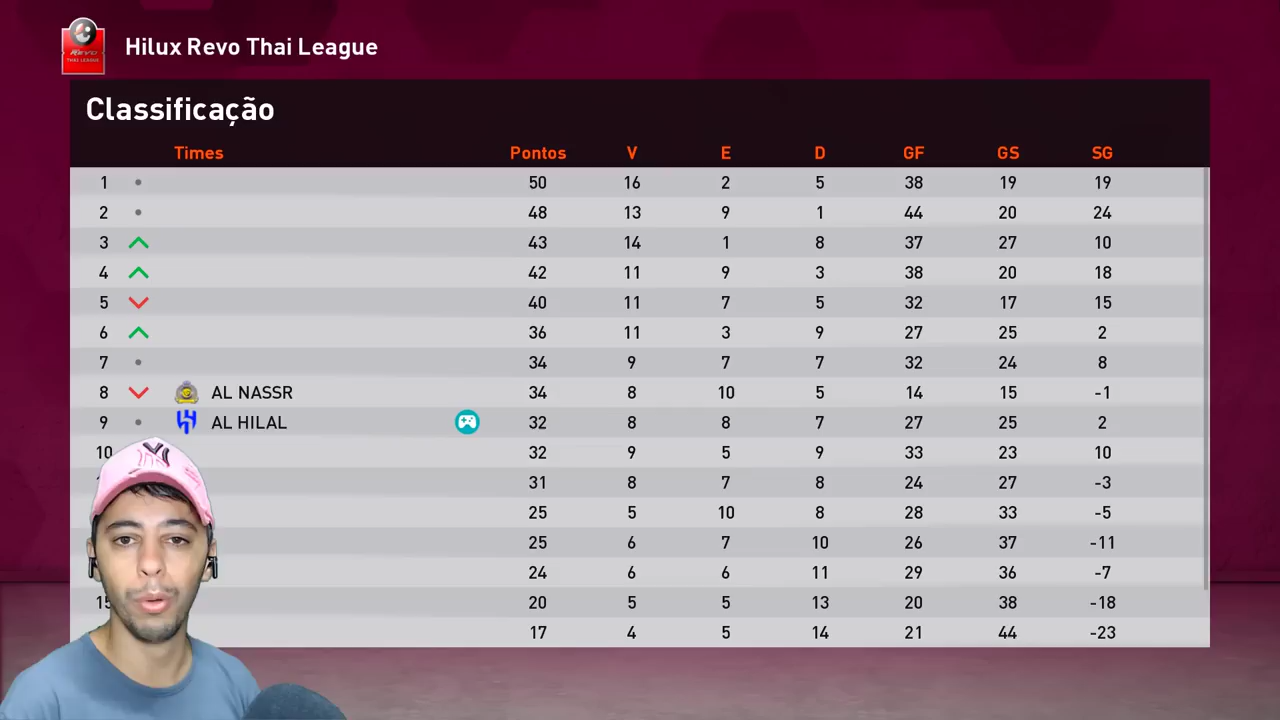 Hilux Revo Thai League
Classificação
Times Pontos V E D GF GS SG
1 50 16 2 5 38 19 19
2 48 13 9 1 44 20 24
3 43 14 1 8 37 27 10
4 42 11 9 3 38 20 18
5 40 11 7 5 32 17 15
6 36 11 3 9 27 25 2
7 34 9 7 7 32 24 8
8 AL NASSR 34 8 10 5 14 15 -1
9 AL HILAL 32 8 8 7 27 25 2
10 32 9 5 9 33 23 10
31 8 7 8 24 27 -3
25 5 10 8 28 33 -5
25 6 7 10 26 37 -11
24 6 6 11 29 36 -7
15 20 5 5 13 20 38 -18
17 4 5 14 21 44 -23